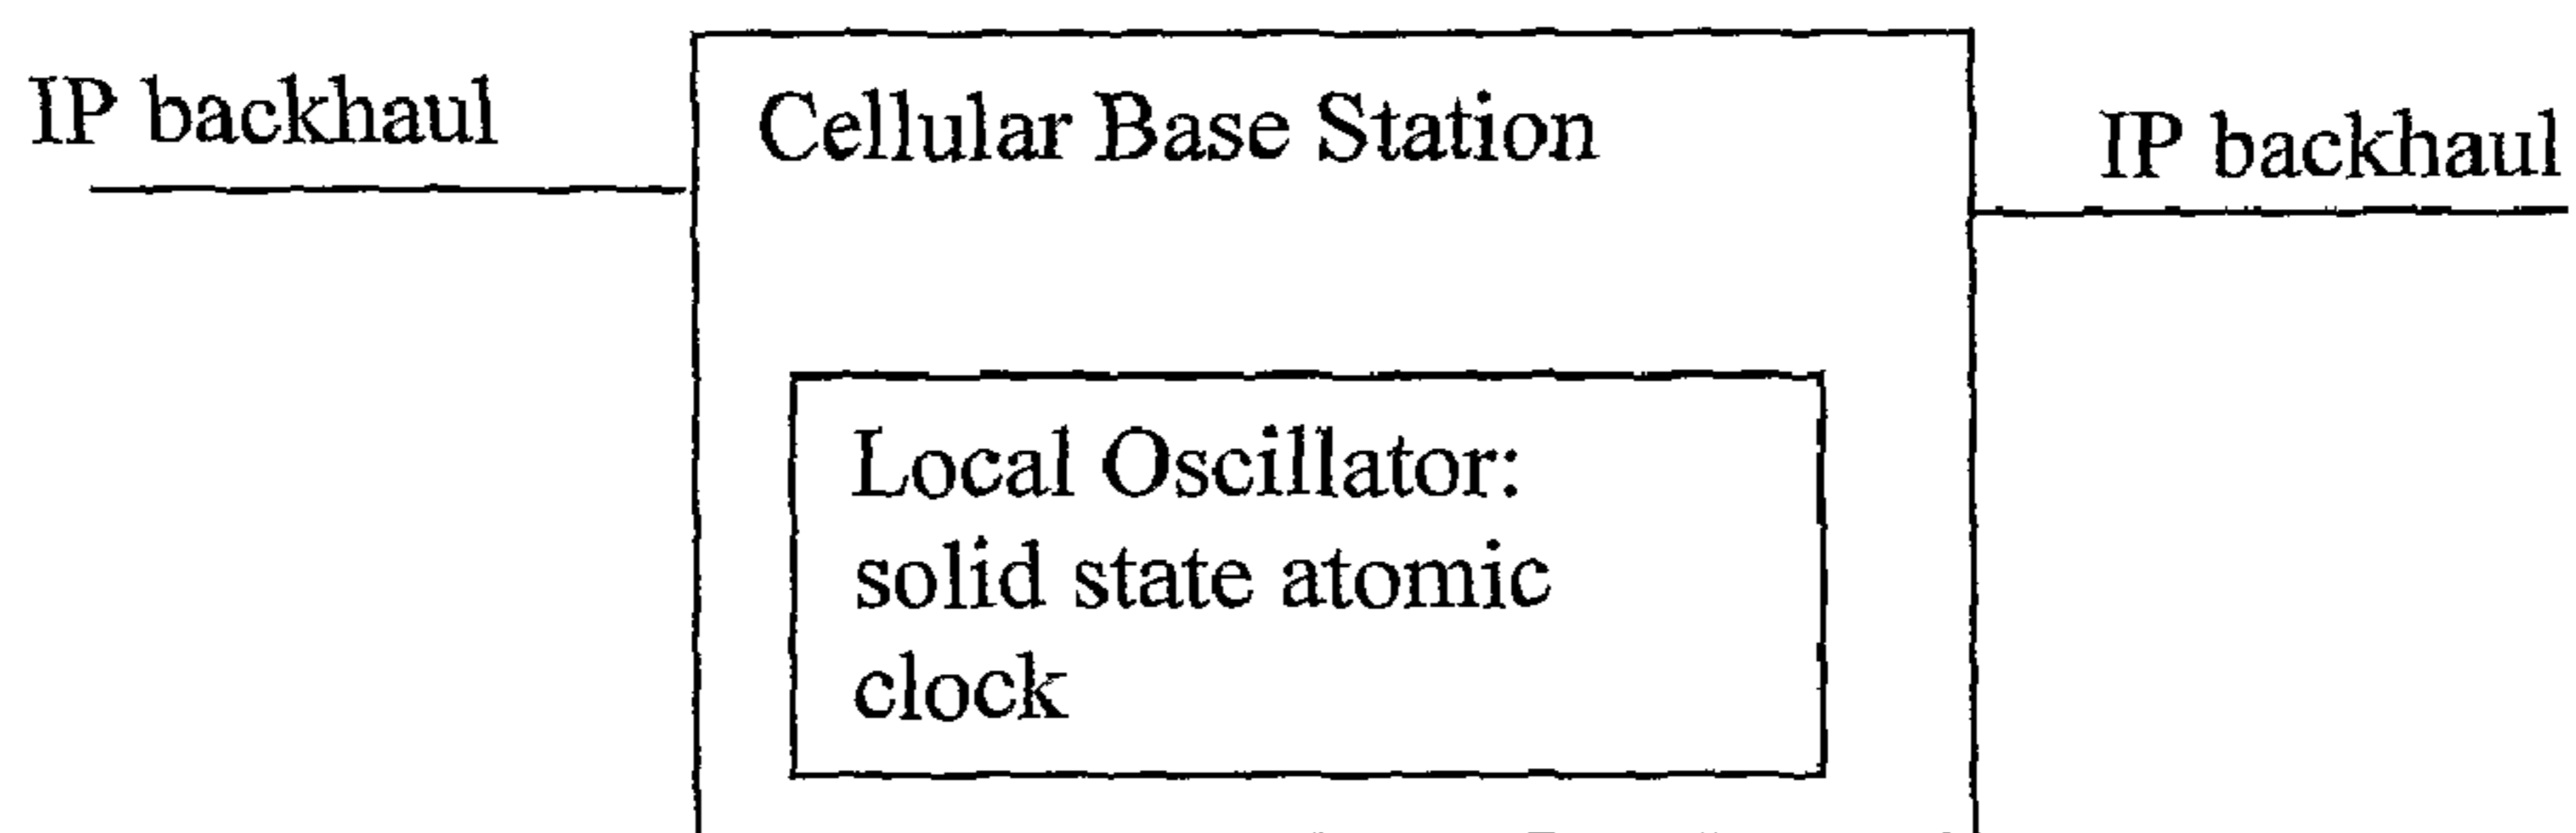 IP backhaul
Cellular Base Station
IP backhaul
Local Oscillator:
solid state atomic
clock